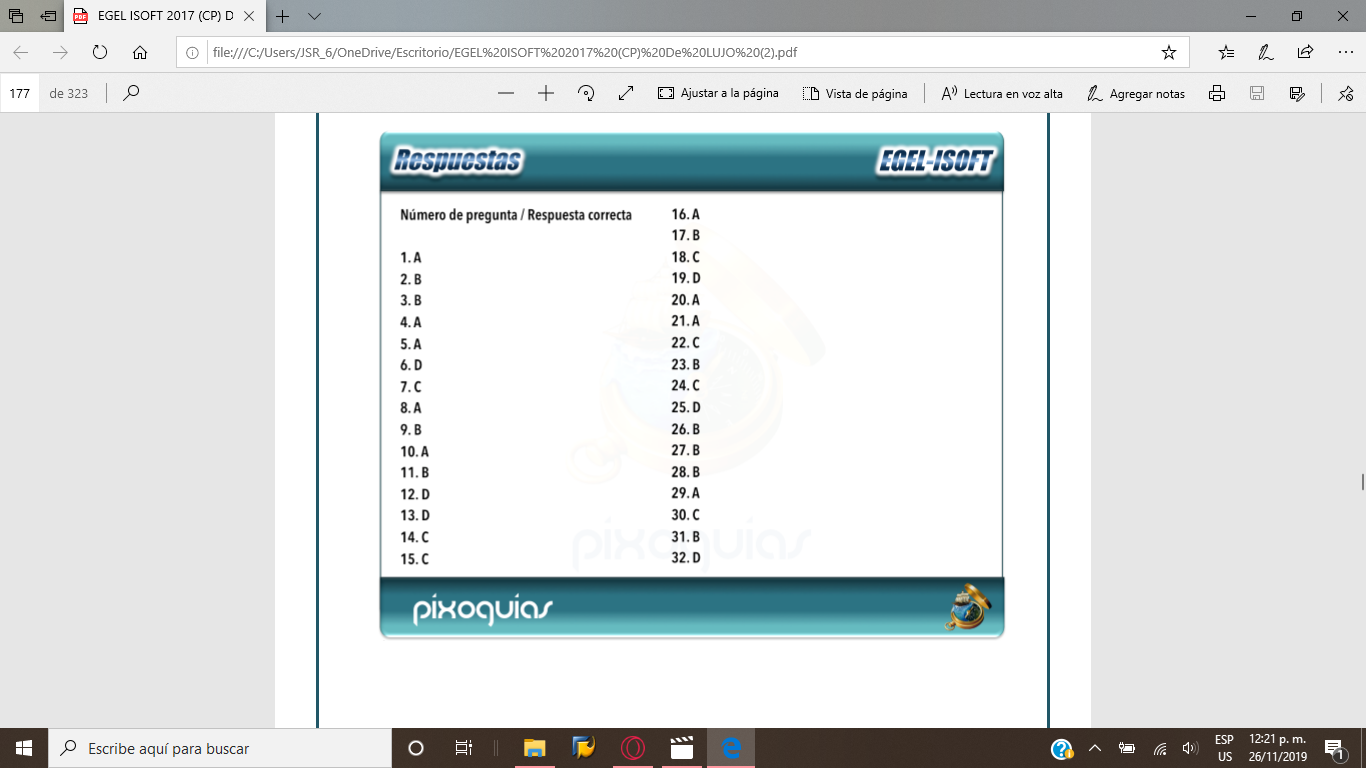 EGEL ISOFT 2017 (CP) D
file:///C:/Users/JSR_6/OneDrive/Escritorio/EGEL%20ISOFT%202017%20(CP)%20De%20LUJO%20(2).pdf
177 de 323 Ajustar a la página Vista de página Lectura en voz alta Agregar notas
Respuestas EGEL-ISOFT
Número de pregunta / Respuesta correcta
1. A
2. B
3. B
4. A
5. A
6. D
7. C
8. A
9. B
10. A
11. B
12. D
13. D
14. C
15. C
16. A
17. B
18. C
19. D
20. A
21. A
22. C
23. B
24. C
25. D
26. B
27. B
28. B
29. A
30. C
31. B
32. D
pixoguías
pixoguías
Escribe aquí para buscar
ESP 12:21 p. m.
US 26/11/2019 1